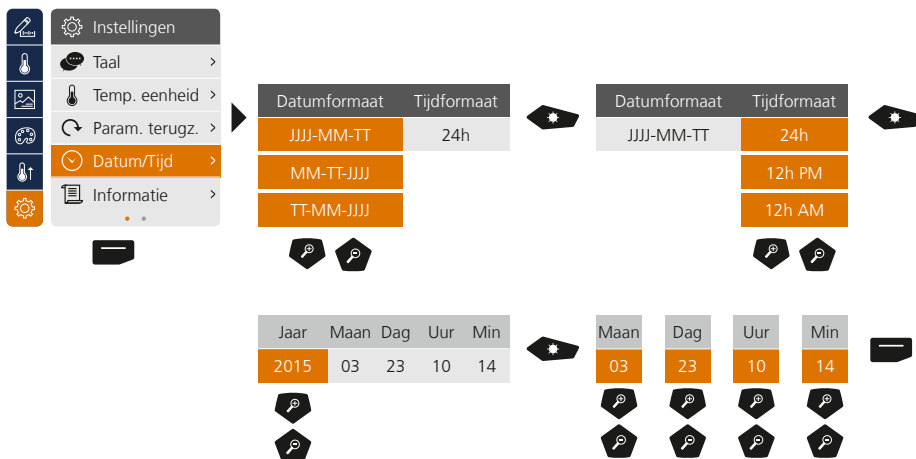 Instellingen
Taal
Temp. eenheid
Param. terugz.
Datum/Tijd
Informatie
Datumformaat Tijdformaat
JJJJ-MM-TT 24h
MM-TT-JJJJ
TT-MM-JJJJ
Datumformaat Tijdformaat
JJJJ-MM-TT 24h
12h PM
12h AM
Jaar Maan Dag Uur Min
2015 03 23 10 14
Maan Dag Uur Min
03 23 10 14